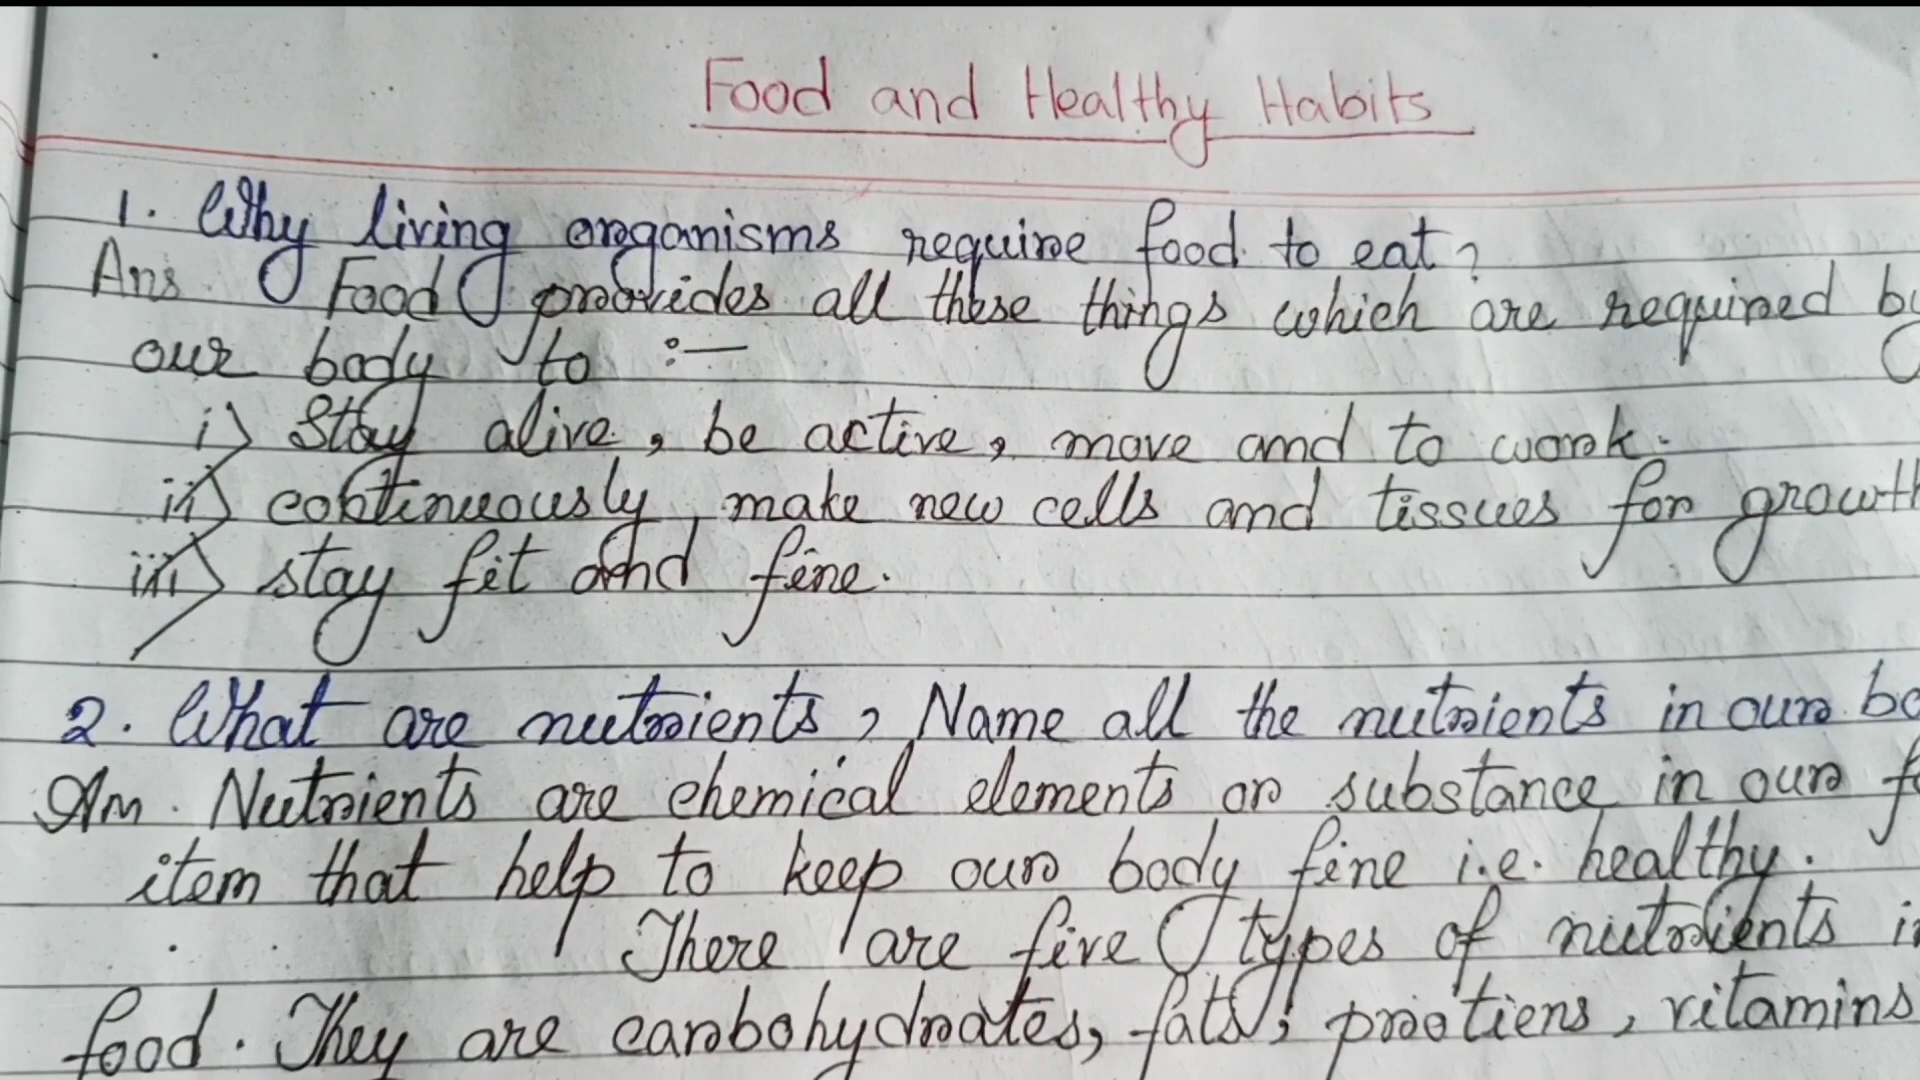 Food and Healthy Habits
1. Why living organisms require food to eat?
Ans. Food provides all these things which are required by
our body to :—
i) Stay alive, be active, move and to work.
ii) continuously make new cells and tissues for growth
iii) stay fit and fine.
2. What are nutrients, Name all the nutrients in our
Ans. Nutrients are chemical elements or substance in our
item that help to keep our body fine i.e. healthy.
There are five types of nutrients in
food. They are carbohydrates, fats, protiens, vitamins